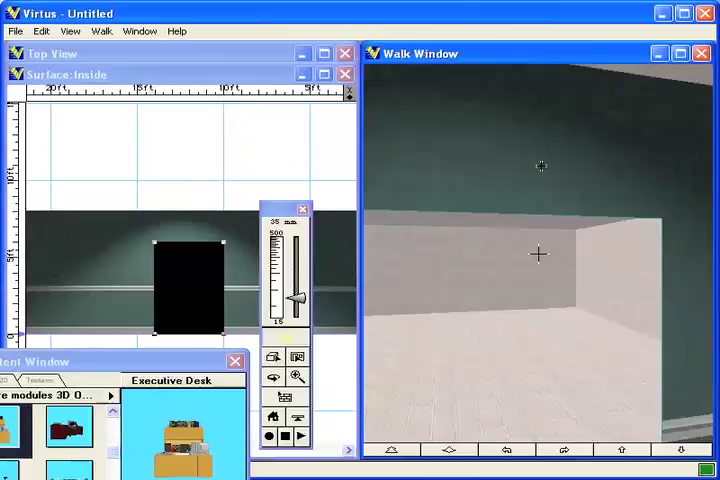 Virtus - Untitled
File Edit View Walk Window Help
Top View
Surface:Inside
20ft 15ft 10ft 5ft X
10ft
5ft
0
Walk Window
35 mm
500
15
tent Window
Textures
re modules 3D O...
Executive Desk